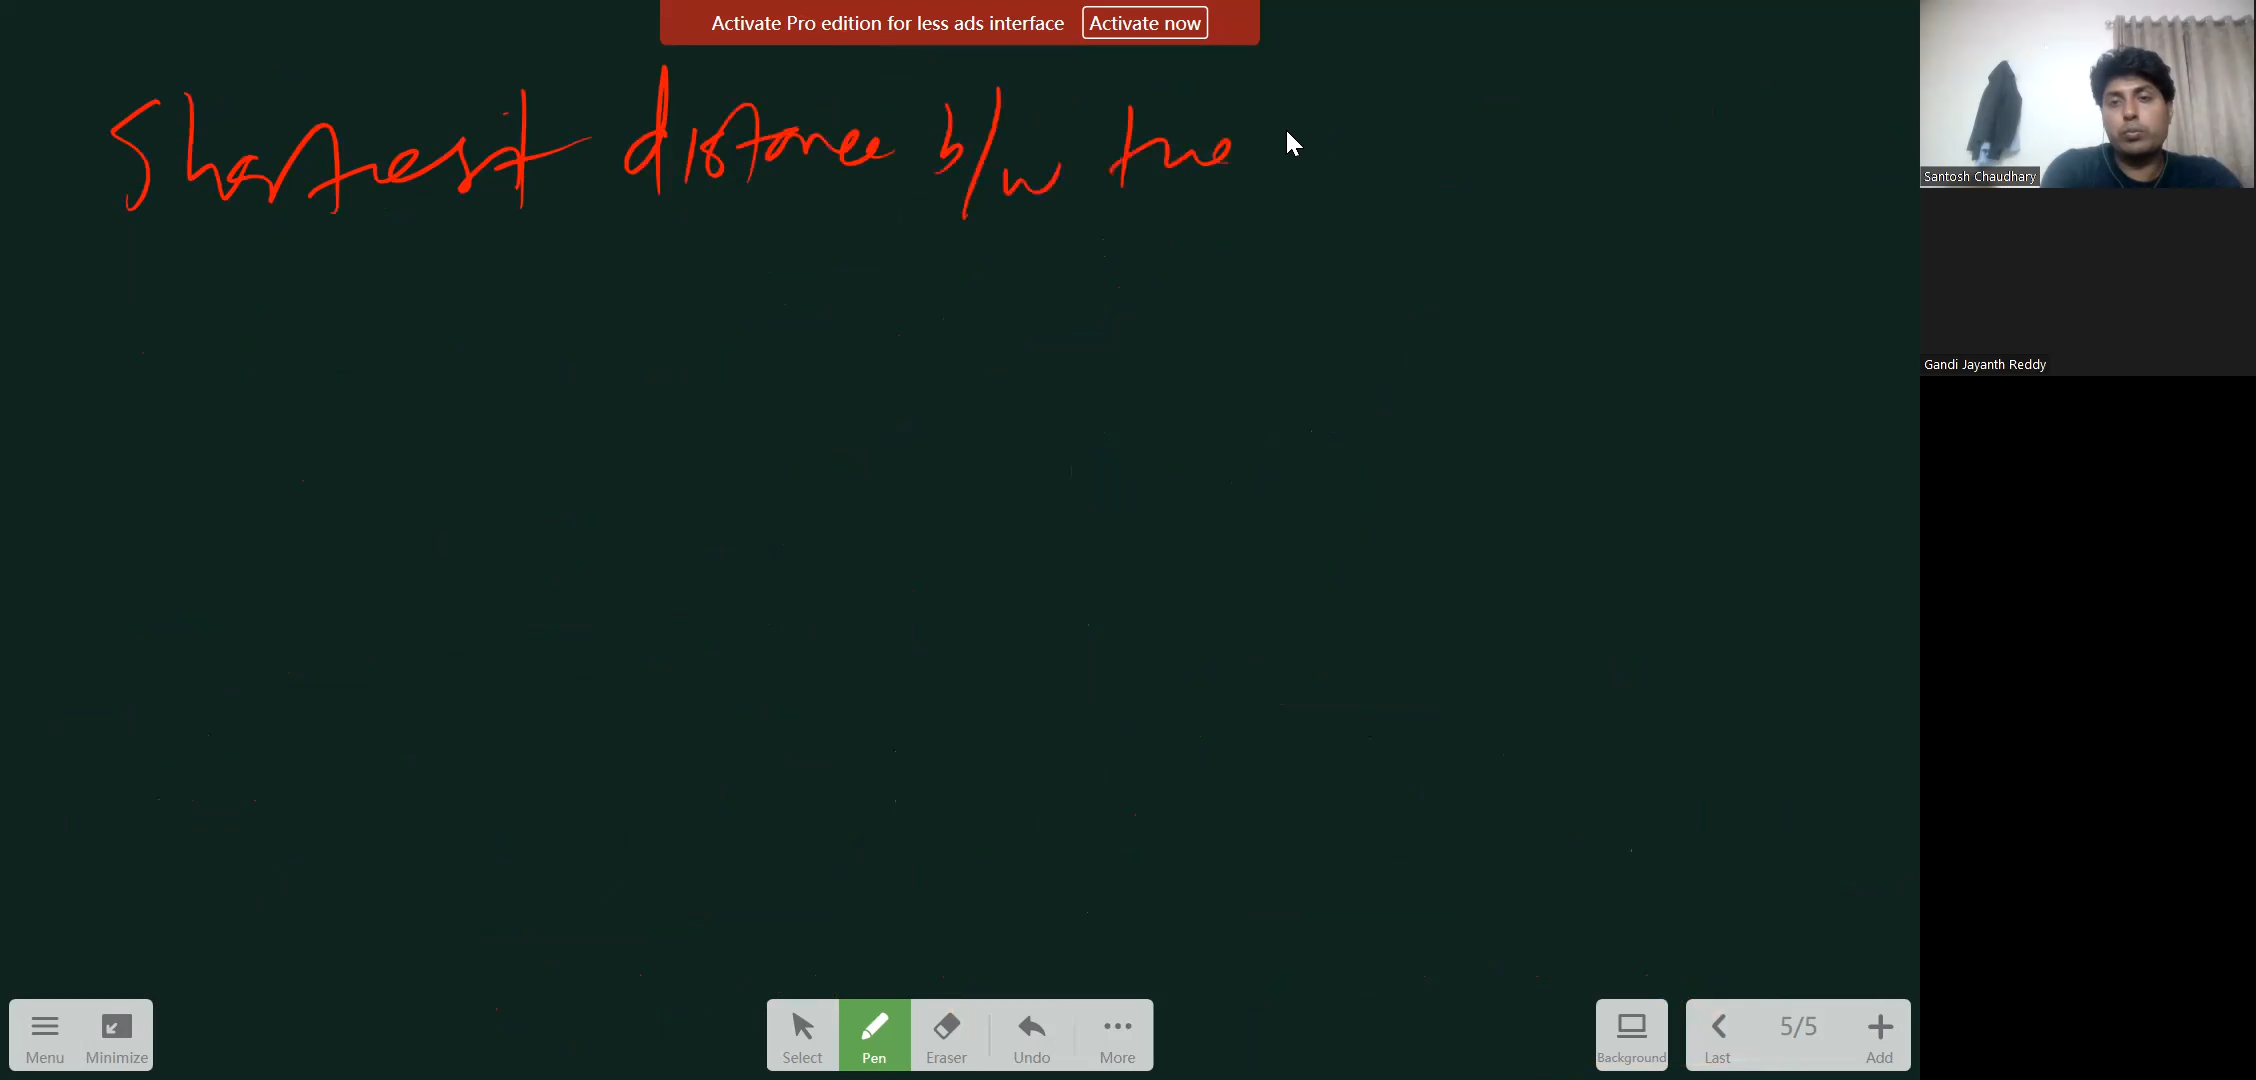 Activate Pro edition for less ads interface Activate now
Shortest distance b/w the
Santosh Chaudhary
Gandi Jayanth Reddy
Menu Minimize Select Pen Eraser Undo More Background Last 5/5 Add